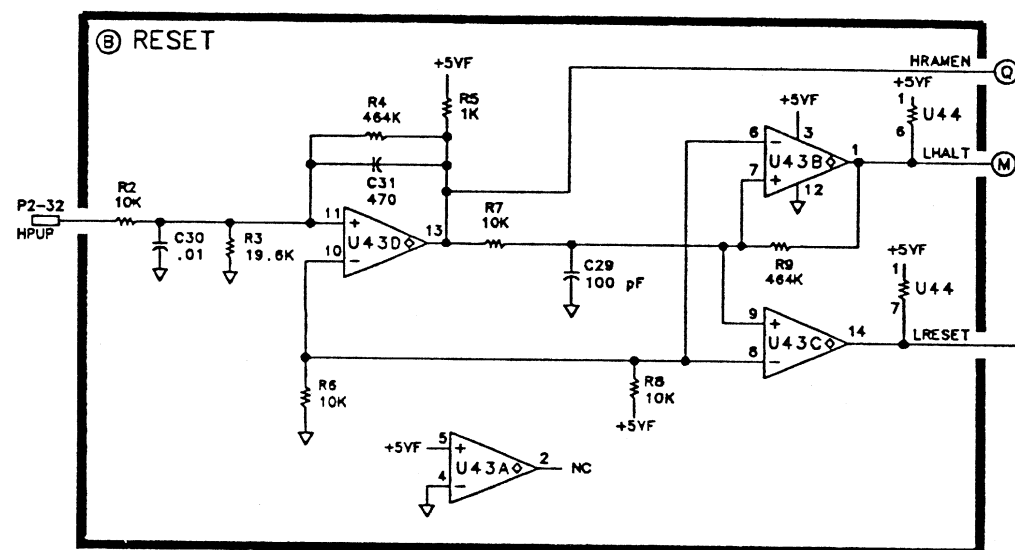 B RESET
HRAMEN
Q
+5VF
R5
1K
R4
464K
C31
470
P2-32
HPUP
R2
10K
C30
.01
R3
19.6K
11
+
U43D
10
-
13
R7
10K
C29
100 pF
+5VF
3
6
-
U43B
7
+
12
1
+5VF
1
U44
6
LHALT
M
R9
464K
+5VF
1
U44
7
9
+
U43C
8
-
14
LRESET
R6
10K
R8
10K
+5VF
+5VF
5
+
U43A
4
-
2
NC